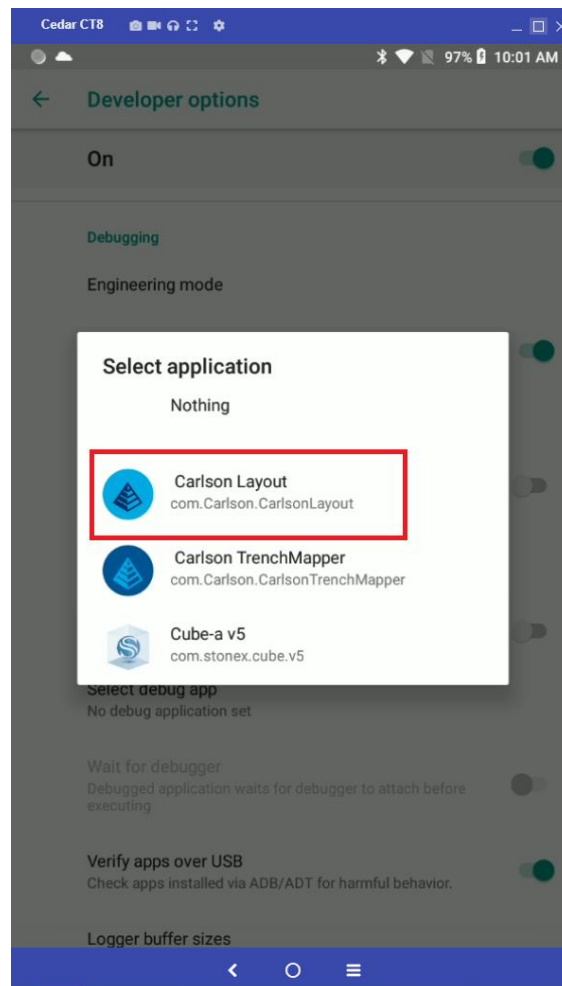 Cedar CT8
97% 10:01 AM
Developer options
On
Debugging
Engineering mode
Select application
Nothing
Carlson Layout
com.Carlson.CarlsonLayout
Carlson TrenchMapper
com.Carlson.CarlsonTrenchMapper
Cube-a v5
com.stonex.cube.v5
Select debug app
No debug application set
Wait for debugger
Debugged application waits for debugger to attach before
executing
Verify apps over USB
Check apps installed via ADB/ADT for harmful behavior.
Logger buffer sizes